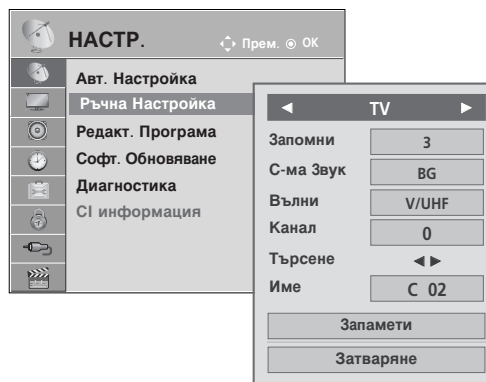 НАСТР.
Прем. OK
Авт. Настройка
Ръчна Настройка
Редакт. Програма
Софт. Обновяване
Диагностика
CI информация
◄ TV ►
Запомни 3
С-ма Звук BG
Вълни V/UHF
Канал 0
Търсене ◄ ►
Име C 02
Запамети
Затваряне